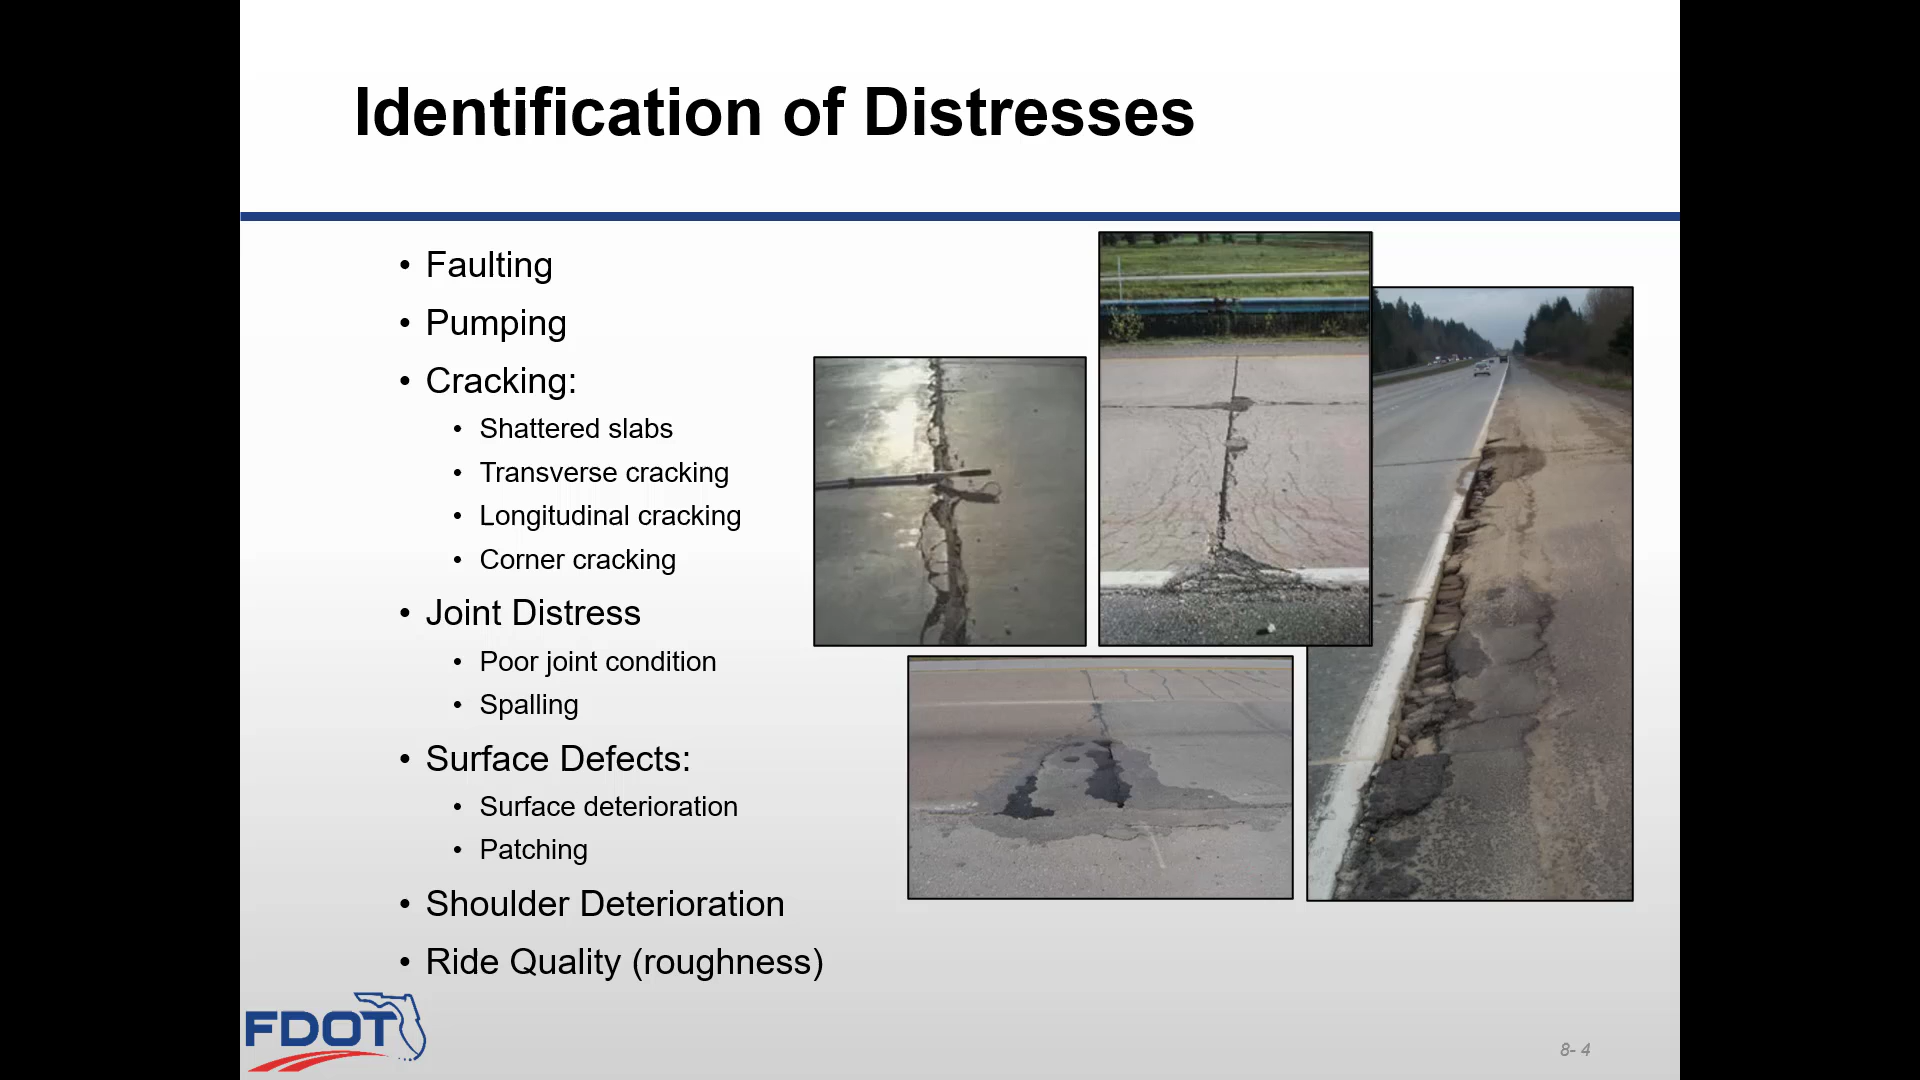 Identification of Distresses
• Faulting
• Pumping
• Cracking:
• Shattered slabs
• Transverse cracking
• Longitudinal cracking
• Corner cracking
• Joint Distress
• Poor joint condition
• Spalling
• Surface Defects:
• Surface deterioration
• Patching
• Shoulder Deterioration
• Ride Quality (roughness)
FDOT
8- 4